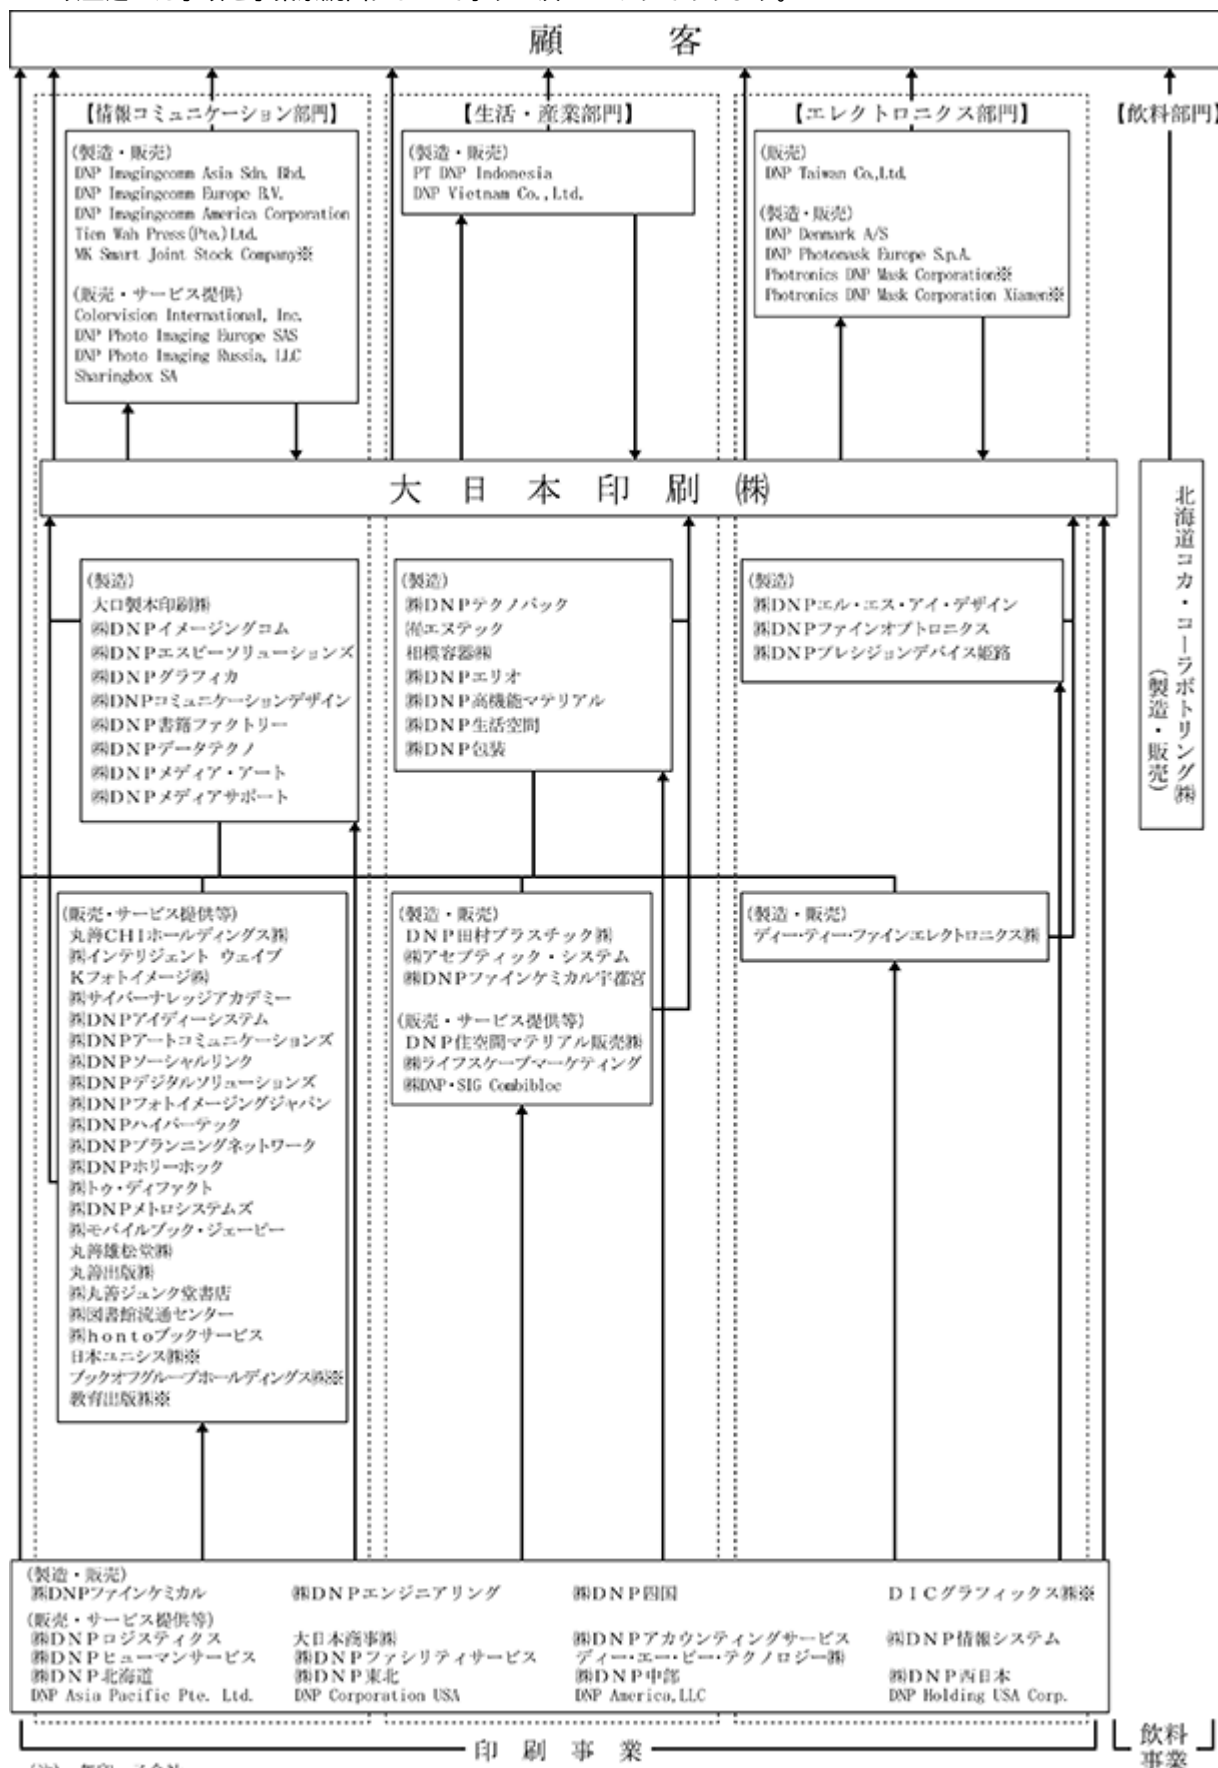 顧客
【情報コミュニケーション部門】
(製造・販売)
DNP Imagingcomm Asia Sdn. Bhd.
DNP Imagingcomm Europe B.V.
DNP Imagingcomm America Corporation
Tien Wah Press(Pte.)Ltd.
MK Smart Joint Stock Company※
(販売・サービス提供)
Colorvision International, Inc.
DNP Photo Imaging Europe SAS
DNP Photo Imaging Russia, LLC
Sharingbox SA
【生活・産業部門】
(製造・販売)
PT DNP Indonesia
DNP Vietnam Co.,Ltd.
【エレクトロニクス部門】
(販売)
DNP Taiwan Co.,Ltd.
(製造・販売)
DNP Denmark A/S
DNP Photomask Europe S.p.A.
Photronics DNP Mask Corporation※
Photronics DNP Mask Corporation Xiamen※
【飲料部門】
大日本印刷㈱
北海道コカ・コーラボトリング㈱
(製造・販売)
(製造)
大口製本印刷㈱
㈱DNPイメージングコム
㈱DNPエスピーソリューションズ
㈱DNPグラフィカ
㈱DNPコミュニケーションデザイン
㈱DNP書籍ファクトリー
㈱DNPデータテクノ
㈱DNPメディア・アート
㈱DNPメディアサポート
(製造)
㈱DNPテクノパック
㈲エヌテック
相模容器㈱
㈱DNPエリオ
㈱DNP高機能マテリアル
㈱DNP生活空間
㈱DNP包装
(製造)
㈱DNPエル・エス・アイ・デザイン
㈱DNPファインオプトロニクス
㈱DNPプレシジョンデバイス姫路
(販売・サービス提供等)
丸善CHIホールディングス㈱
㈱インテリジェント ウェイブ
Kフォトイメージ㈱
㈱サイバーナレッジアカデミー
㈱DNPアイディーシステム
㈱DNPアートコミュニケーションズ
㈱DNPソーシャルリンク
㈱DNPデジタルソリューションズ
㈱DNPフォトイメージングジャパン
㈱DNPハイパーテック
㈱DNPプランニングネットワーク
㈱DNPホリーホック
㈱トゥ・ディファクト
㈱DNPメトロシステムズ
㈱モバイルブック・ジェーピー
丸善雄松堂㈱
丸善出版㈱
㈱丸善ジュンク堂書店
㈱図書館流通センター
㈱hontoブックサービス
日本ユニシス㈱※
ブックオフグループホールディングス㈱※
教育出版㈱※
(製造・販売)
DNP田村プラスチック㈱
㈱アセプティック・システム
㈱DNPファインケミカル宇都宮
(販売・サービス提供等)
DNP住空間マテリアル販売㈱
㈱ライフスケープマーケティング
㈱DNP・SIG Combibloc
(製造・販売)
ディー・ティー・ファインエレクトロニクス㈱
(製造・販売)
㈱DNPファインケミカル ㈱DNPエンジニアリング ㈱DNP四国 DICグラフィックス㈱※
(販売・サービス提供等)
㈱DNPロジスティクス 大日本商事㈱ ㈱DNPアカウンティングサービス ㈱DNP情報システム
㈱DNPヒューマンサービス ㈱DNPファシリティサービス ディー・エー・ピー・テクノロジー㈱
㈱DNP北海道 ㈱DNP東北 ㈱DNP中部 ㈱DNP西日本
DNP Asia Pacific Pte. Ltd. DNP Corporation USA DNP America,LLC DNP Holding USA Corp.
印刷事業
飲料
事業